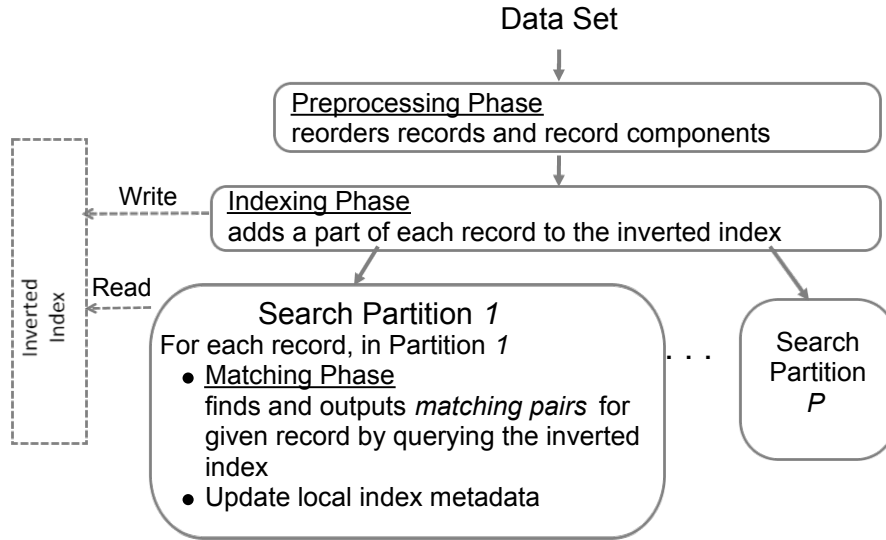 Data Set
Preprocessing Phase
reorders records and record components
Write
Indexing Phase
adds a part of each record to the inverted index
Inverted
Index
Read
Search Partition 1
For each record, in Partition 1
● Matching Phase
finds and outputs matching pairs for
given record by querying the inverted
index
● Update local index metadata
. . .
Search
Partition
P